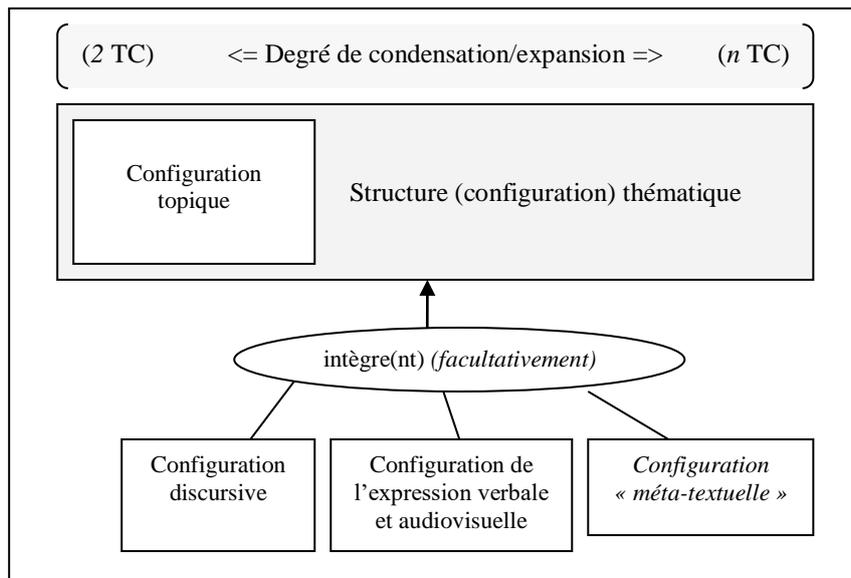 (2 TC) <= Degré de condensation/expansion => (n TC)
Configuration
topique
Structure (configuration) thématique
intègre(nt) (facultativement)
Configuration
discursive
Configuration de
l’expression verbale
et audiovisuelle
Configuration
« méta-textuelle »